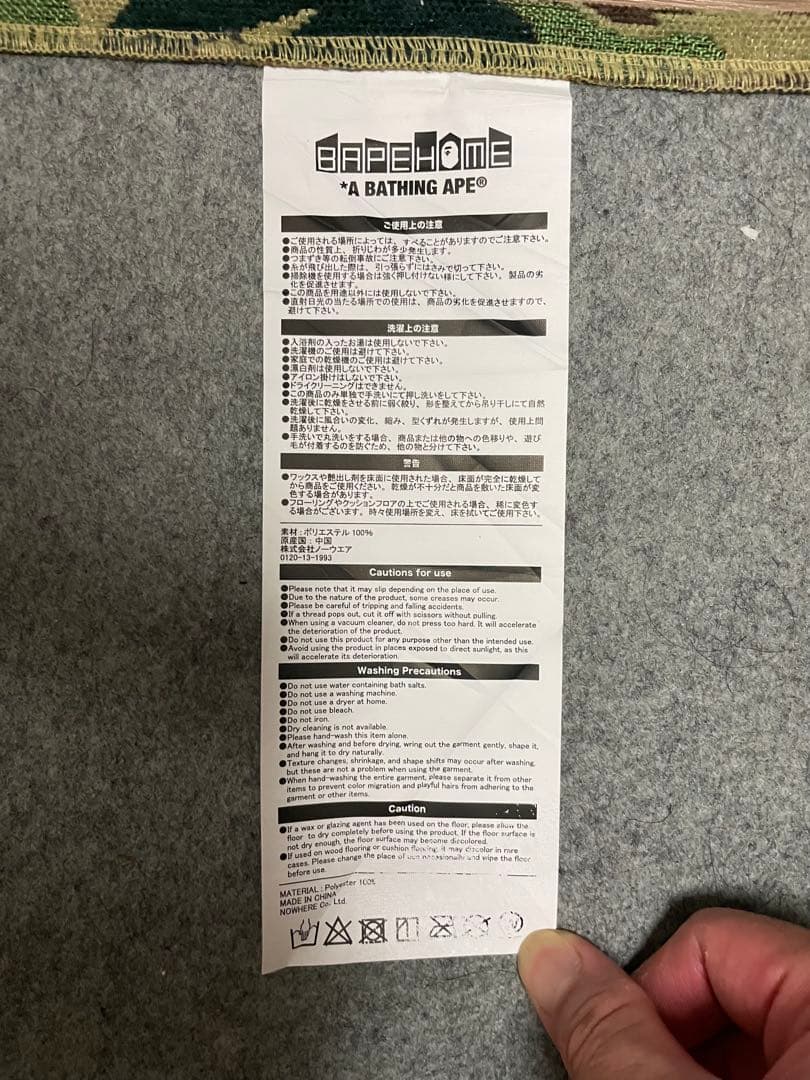 BAPEHOME
*A BATHING APE®
ご使用上の注意
●ご使用される場所によっては、すべることがありますのでご注意下さい。
●商品の性質上、折りじわが多少発生します。
●つまずき等の転倒事故にご注意下さい。
●糸が飛び出した際は、引っ張らずにはさみで切って下さい。
●掃除機を使用する場合は強く押し付けない様にして下さい。製品の劣
化を促進させます。
●この商品を用途以外には使用しないで下さい。
●直射日光の当たる場所での使用は、商品の劣化を促進させますので、
避けて下さい。
洗濯上の注意
●入浴剤の入ったお湯は使用しないで下さい。
●洗濯機のご使用は避けて下さい。
●家庭での乾燥機のご使用は避けて下さい。
●漂白剤は使用しないで下さい。
●アイロン掛けはしないで下さい。
●ドライクリーニングはできません。
●この商品のみ単独で手洗いにて押し洗いをして下さい。
●洗濯後に乾燥をさせる前に弱く絞り、形を整えてから吊り干しにて自然
乾燥して下さい。
●洗濯後に風合いの変化、縮み、型くずれが発生しますが、使用上問
題ありません。
●手洗いで丸洗いをする場合、商品または他の物への色移りや、遊び
毛が付着するのを防ぐため、他の物と分けて下さい。
警告
●ワックスや艶出し剤を床面に使用された場合、床面が完全に乾燥して
から商品をご使用ください。乾燥が不十分だと商品を敷いた床面が変
色する場合があります。
●フローリングやクッションフロアの上でご使用される場合、稀に変色す
る場合がございます。時々使用場所を変え、床を拭いてご使用下さい。
素材：ポリエステル 100%
原産国：中国
株式会社ノーウエア
0120-13-1993
Cautions for use
●Please note that it may slip depending on the place of use.
●Due to the nature of the product, some creases may occur.
●Please be careful of tripping and falling accidents.
●If a thread pops out, cut it off with scissors without pulling.
●When using a vacuum cleaner, do not press too hard. It will accelerate
the deterioration of the product.
●Do not use this product for any purpose other than the intended use.
●Avoid using the product in places exposed to direct sunlight, as this
will accelerate its deterioration.
Washing Precautions
●Do not use water containing bath salts.
●Do not use a washing machine.
●Do not use a dryer at home.
●Do not use bleach.
●Do not iron.
●Dry cleaning is not available.
●Please hand-wash this item alone.
●After washing and before drying, wring out the garment gently, shape it,
and hang it to dry naturally.
●Texture changes, shrinkage, and shape shifts may occur after washing,
but these are not a problem when using the garment.
●When hand-washing the entire garment, please separate it from other
items to prevent color migration and playful hairs from adhering to the
garment or other items.
Caution
●If a wax or glazing agent has been used on the floor, please allow the
floor to dry completely before using the product. If the floor surface is
not dry enough, the floor surface may become discolored.
●If used on wood flooring or cushion flooring, it may discolor in rare
cases. Please change the place of use occasionally and wipe the floor
before use.
MATERIAL : Polyester 100%
MADE IN CHINA
NOWHERE Co., Ltd.